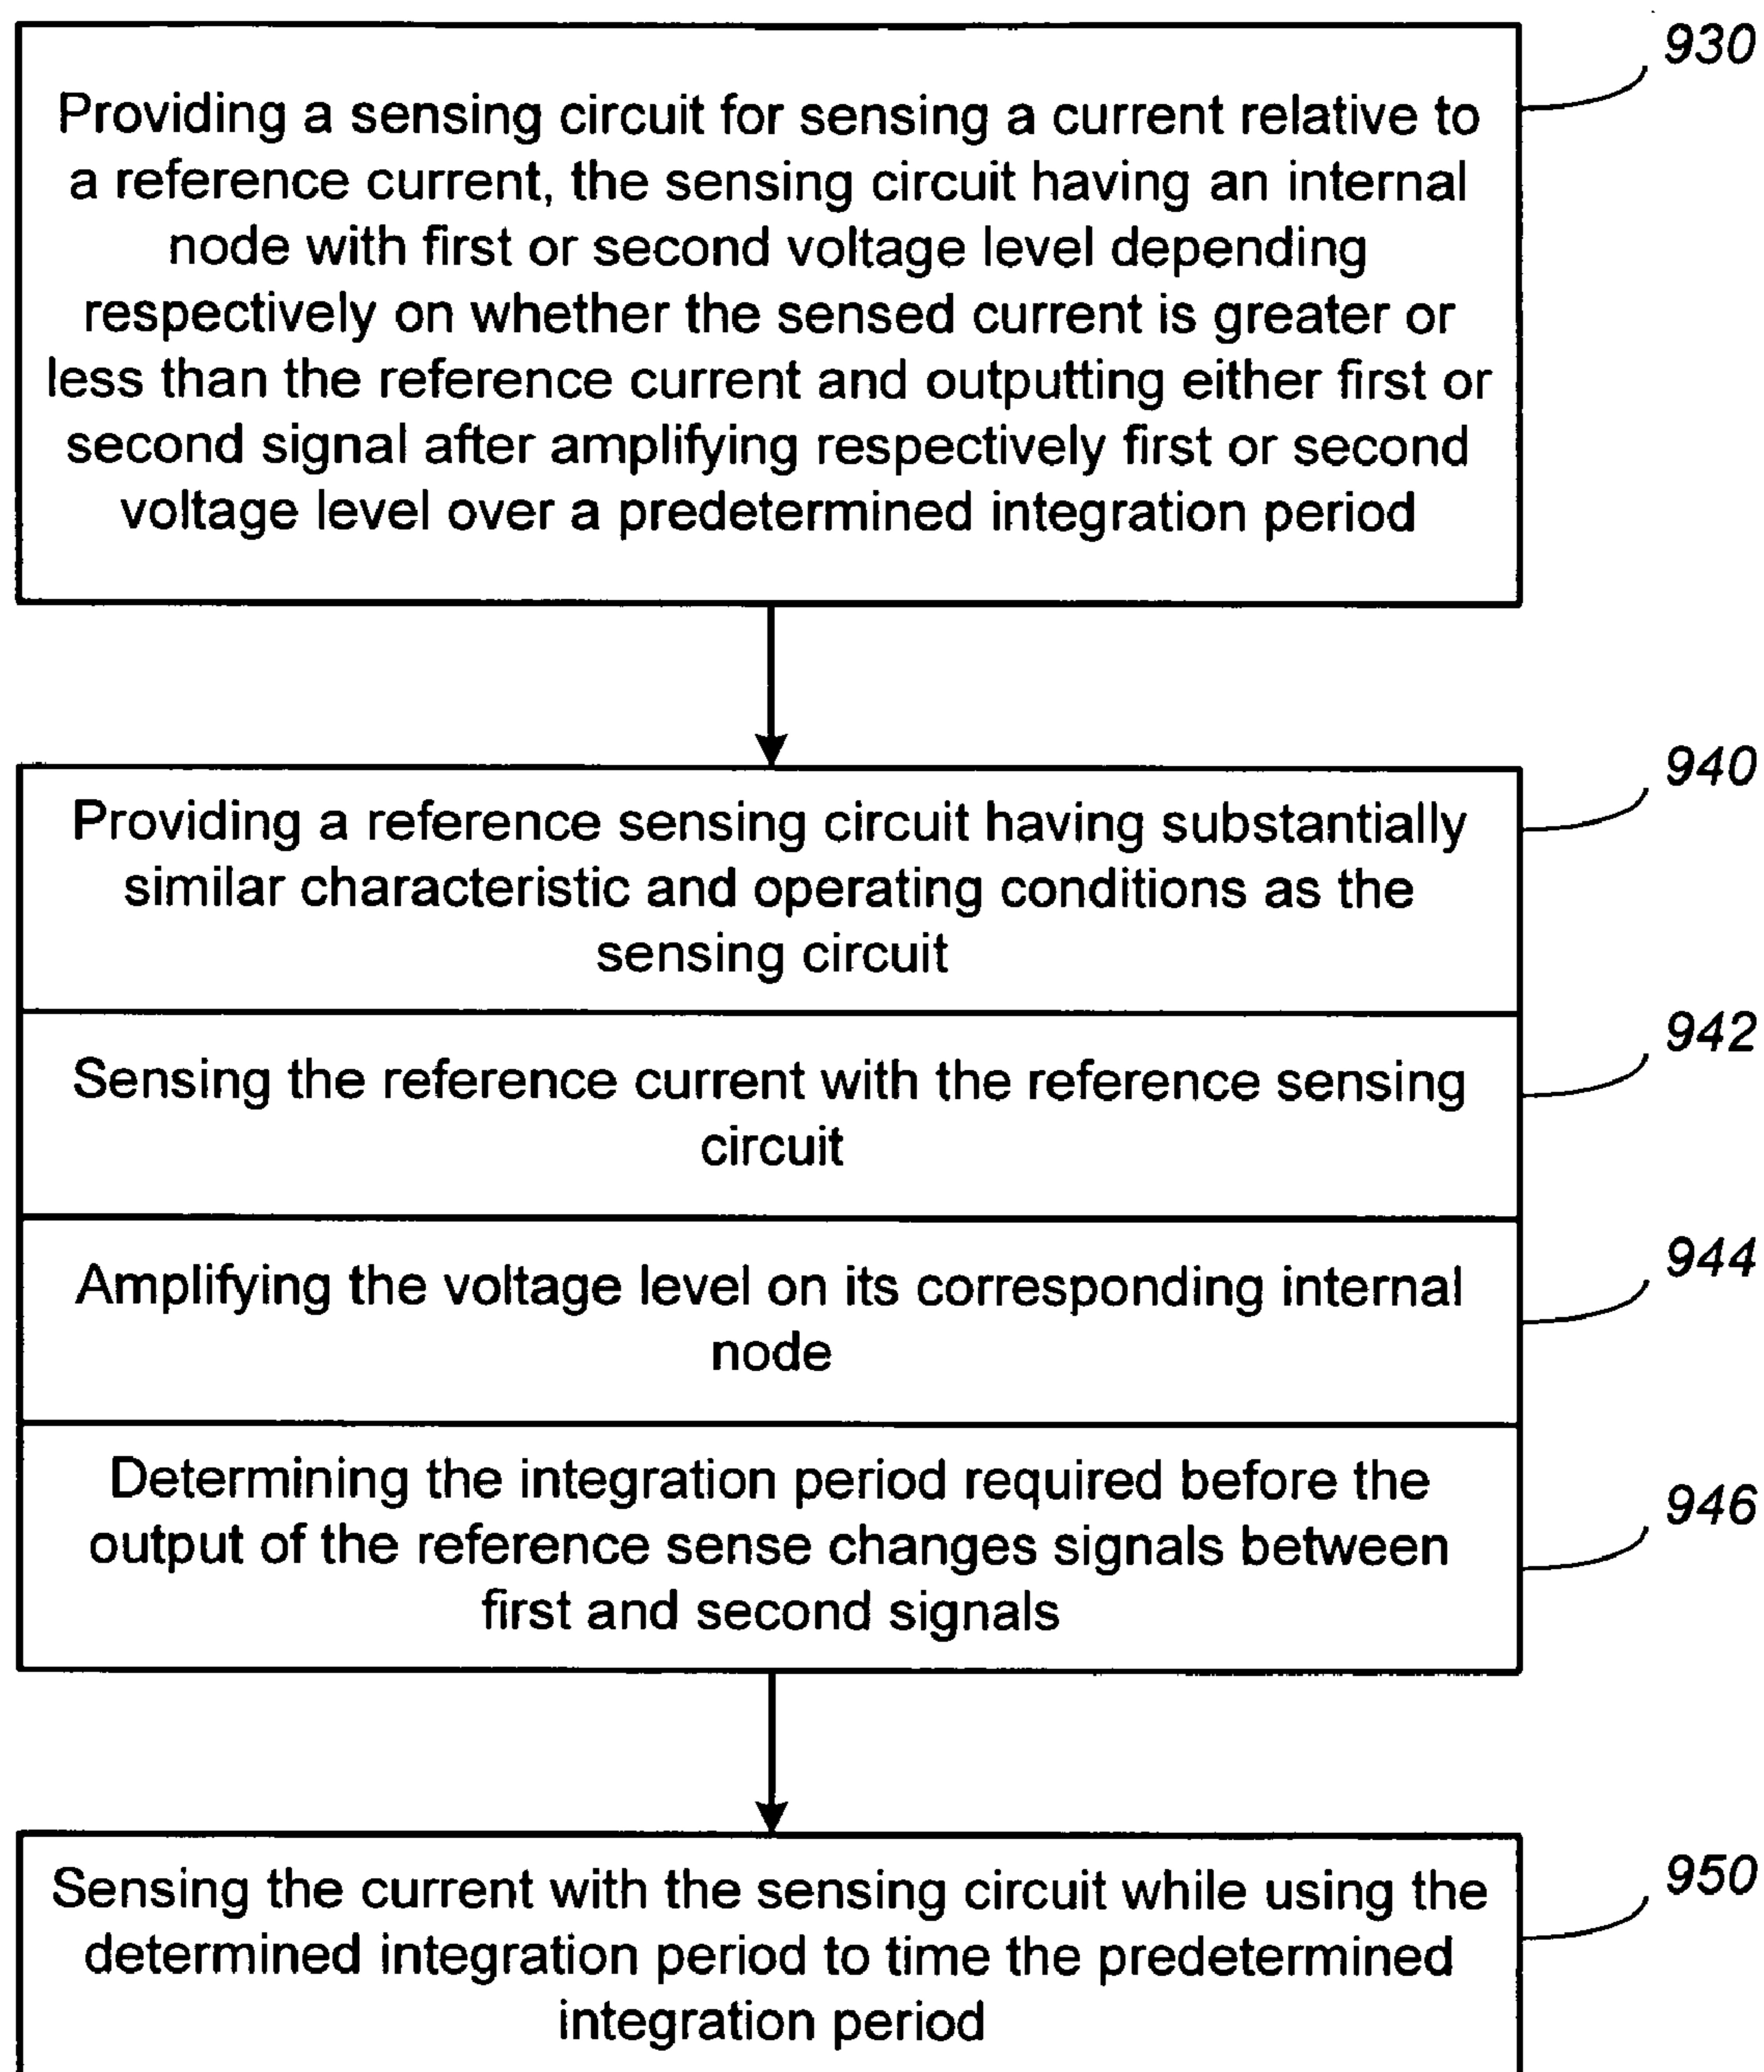 930
Providing a sensing circuit for sensing a current relative to
a reference current, the sensing circuit having an internal
node with first or second voltage level depending
respectively on whether the sensed current is greater or
less than the reference current and outputting either first or
second signal after amplifying respectively first or second
voltage level over a predetermined integration period
940
Providing a reference sensing circuit having substantially
similar characteristic and operating conditions as the
sensing circuit
942
Sensing the reference current with the reference sensing
circuit
944
Amplifying the voltage level on its corresponding internal
node
946
Determining the integration period required before the
output of the reference sense changes signals between
first and second signals
950
Sensing the current with the sensing circuit while using the
determined integration period to time the predetermined
integration period